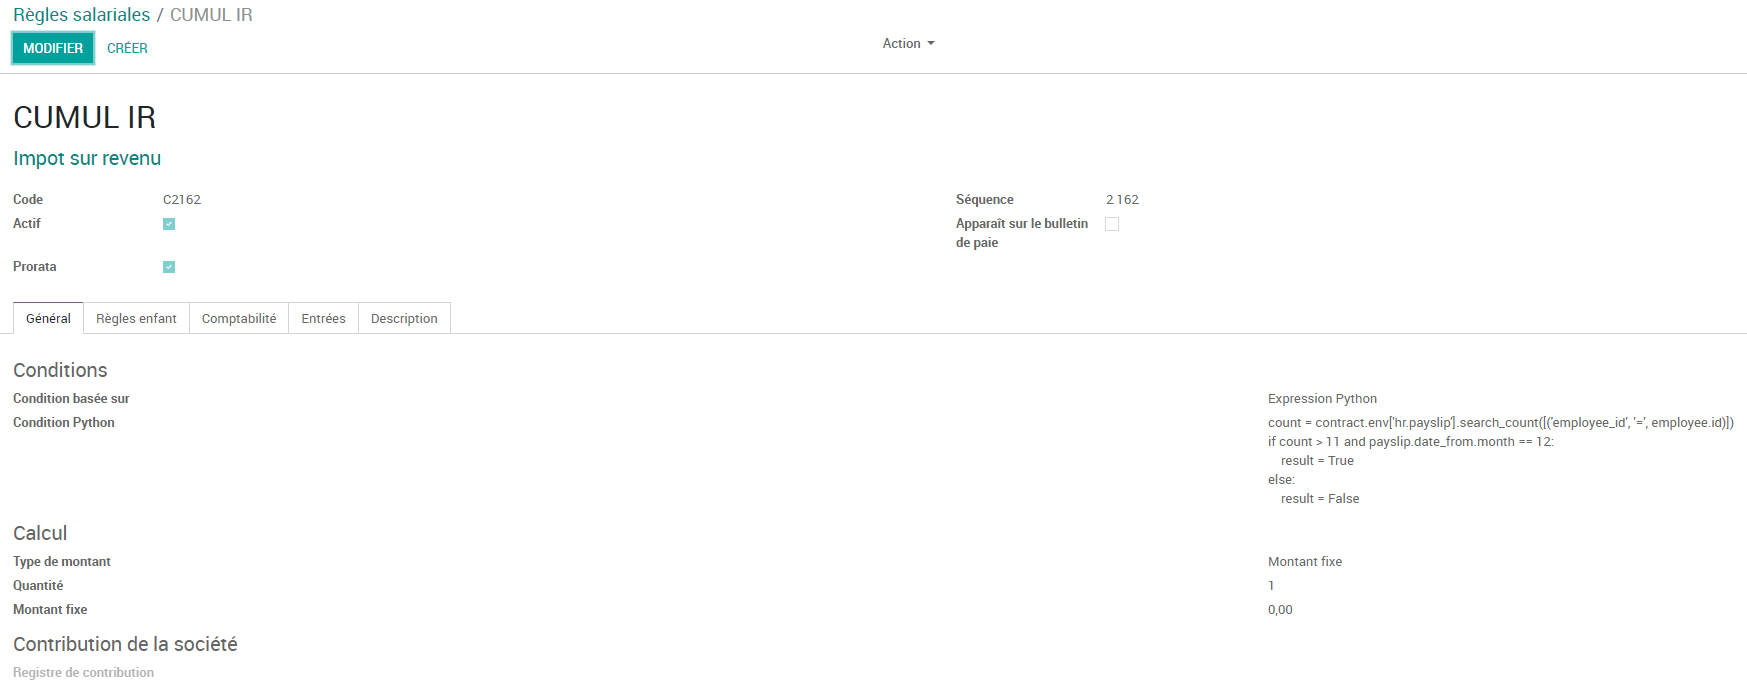 Règles salariales / CUMUL IR
MODIFIER CRÉER Action
CUMUL IR
Impot sur revenu
Code C2162 Séquence 2 162
Actif Apparaît sur le bulletin de paie
Prorata
Général Règles enfant Comptabilité Entrées Description
Conditions
Condition basée sur Expression Python
Condition Python count = contract.env['hr.payslip'].search_count([('employee_id', '=', employee.id)])
if count > 11 and payslip.date_from.month == 12:
    result = True
else:
    result = False
Calcul
Type de montant Montant fixe
Quantité 1
Montant fixe 0,00
Contribution de la société
Registre de contribution